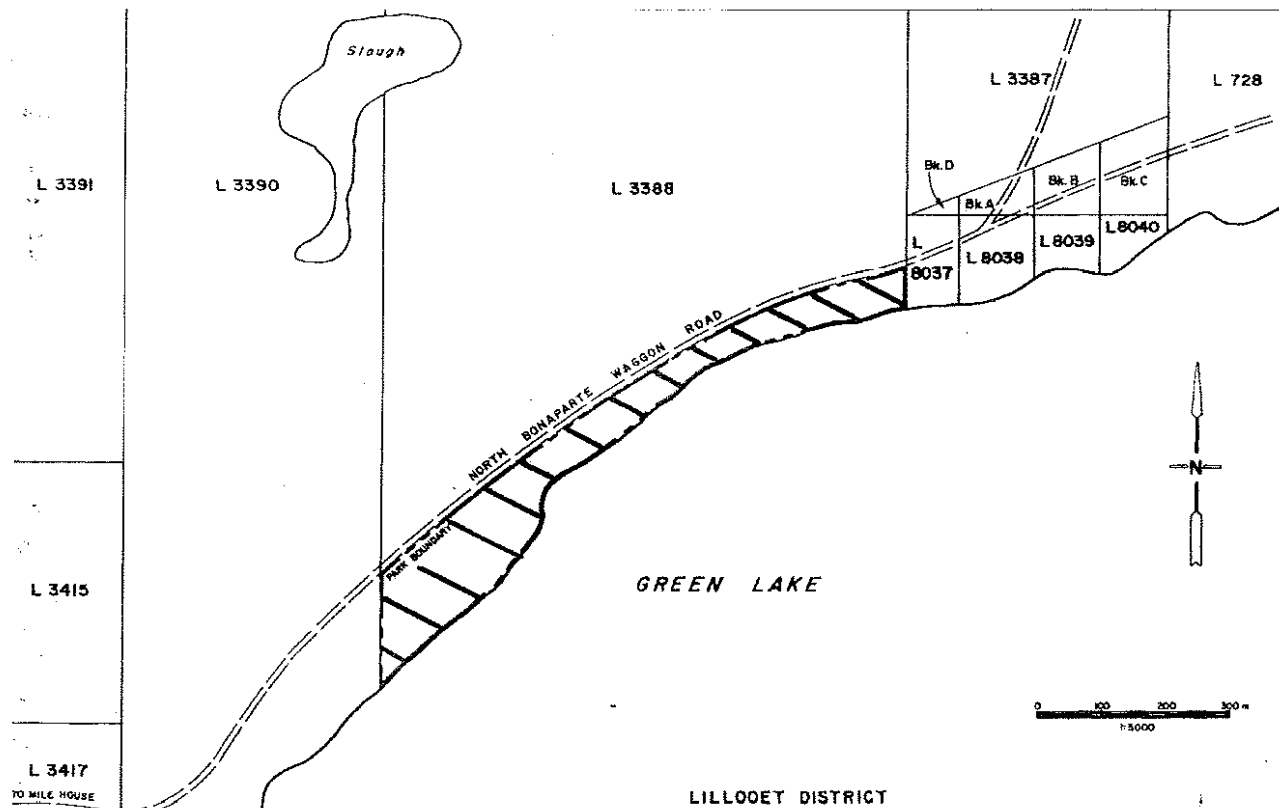 Slough
L 3387
L 728
L 3391
L 3390
L 3388
Bk. D
Bk. A
Bk. B
Bk. C
L
8037
L 8038
L 8039
L 8040
NORTH BONAPARTE WAGGON ROAD
PARK BOUNDARY
N
L 3415
GREEN LAKE
0 100 200 300 m
1:5000
L 3417
TO MILE HOUSE
LILLOOET DISTRICT